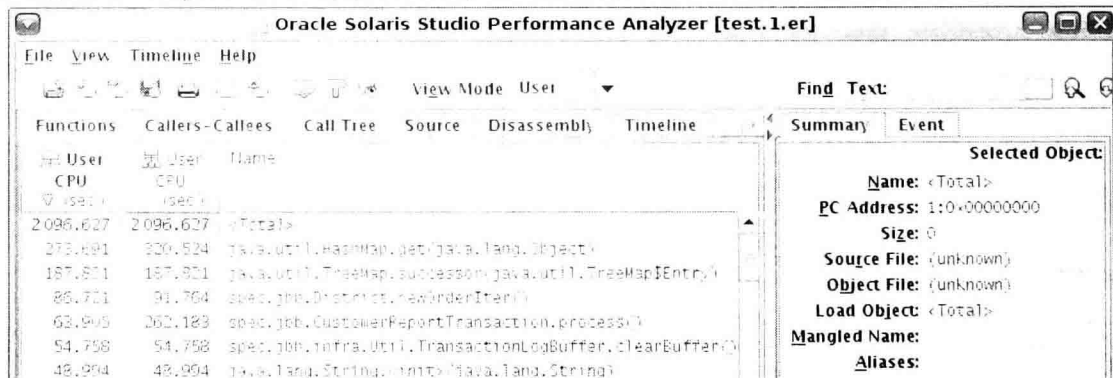 Oracle Solaris Studio Performance Analyzer [test.1.er]
File View Timeline Help
View Mode User Find Text:
Functions Callers-Callees Call Tree Source Disassembly Timeline
User User Name
CPU CPU
(sec.) (sec.)
2096.627 2096.627 <Total>
273.691 320.524 java.util.HashMap.get(java.lang.Object)
187.821 187.821 java.util.TreeMap.successor(java.util.TreeMap$Entry)
86.721 91.764 spec.jbb.District.newOrderIter()
63.905 262.183 spec.jbb.CustomerReportTransaction.process()
54.758 54.758 spec.jbb.infra.Util.TransactionLogBuffer.clearBuffer()
48.994 48.994 java.lang.String.<init>(java.lang.String)
Summary Event
Selected Object:
Name: <Total>
PC Address: 1:0x00000000
Size: 0
Source File: (unknown)
Object File: (unknown)
Load Object: <Total>
Mangled Name:
Aliases: